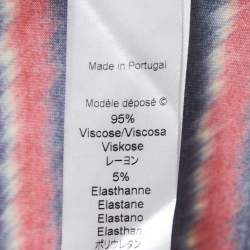 Made in Portugal
Modèle déposé ©
95%
Viscose/Viscosa
Viskose
レーヨン
5%
Elasthanne
Elastane
Elastano
Elasthan
ポリウレタン